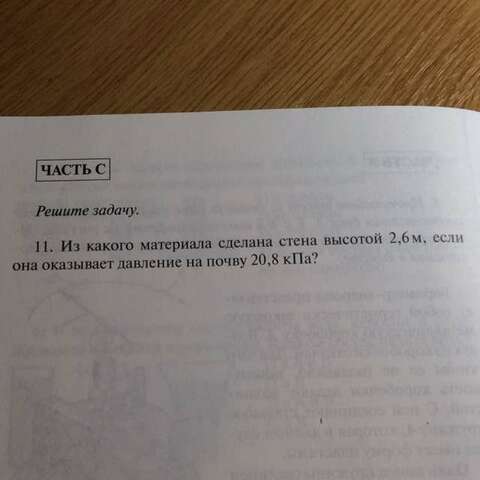 ЧАСТЬ С
Решите задачу.
11. Из какого материала сделана стена высотой 2,6 м, если
она оказывает давление на почву 20,8 кПа?